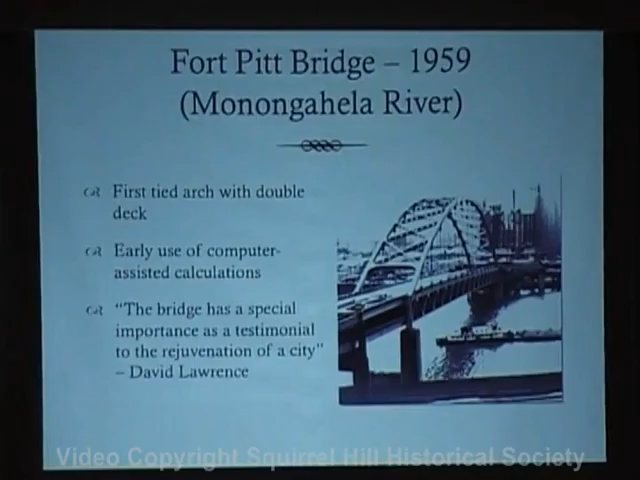 Fort Pitt Bridge – 1959
(Monongahela River)
First tied arch with double
deck
Early use of computer-
assisted calculations
“The bridge has a special
importance as a testimonial
to the rejuvenation of a city”
– David Lawrence
Video Copyright Squirrel Hill Historical Society